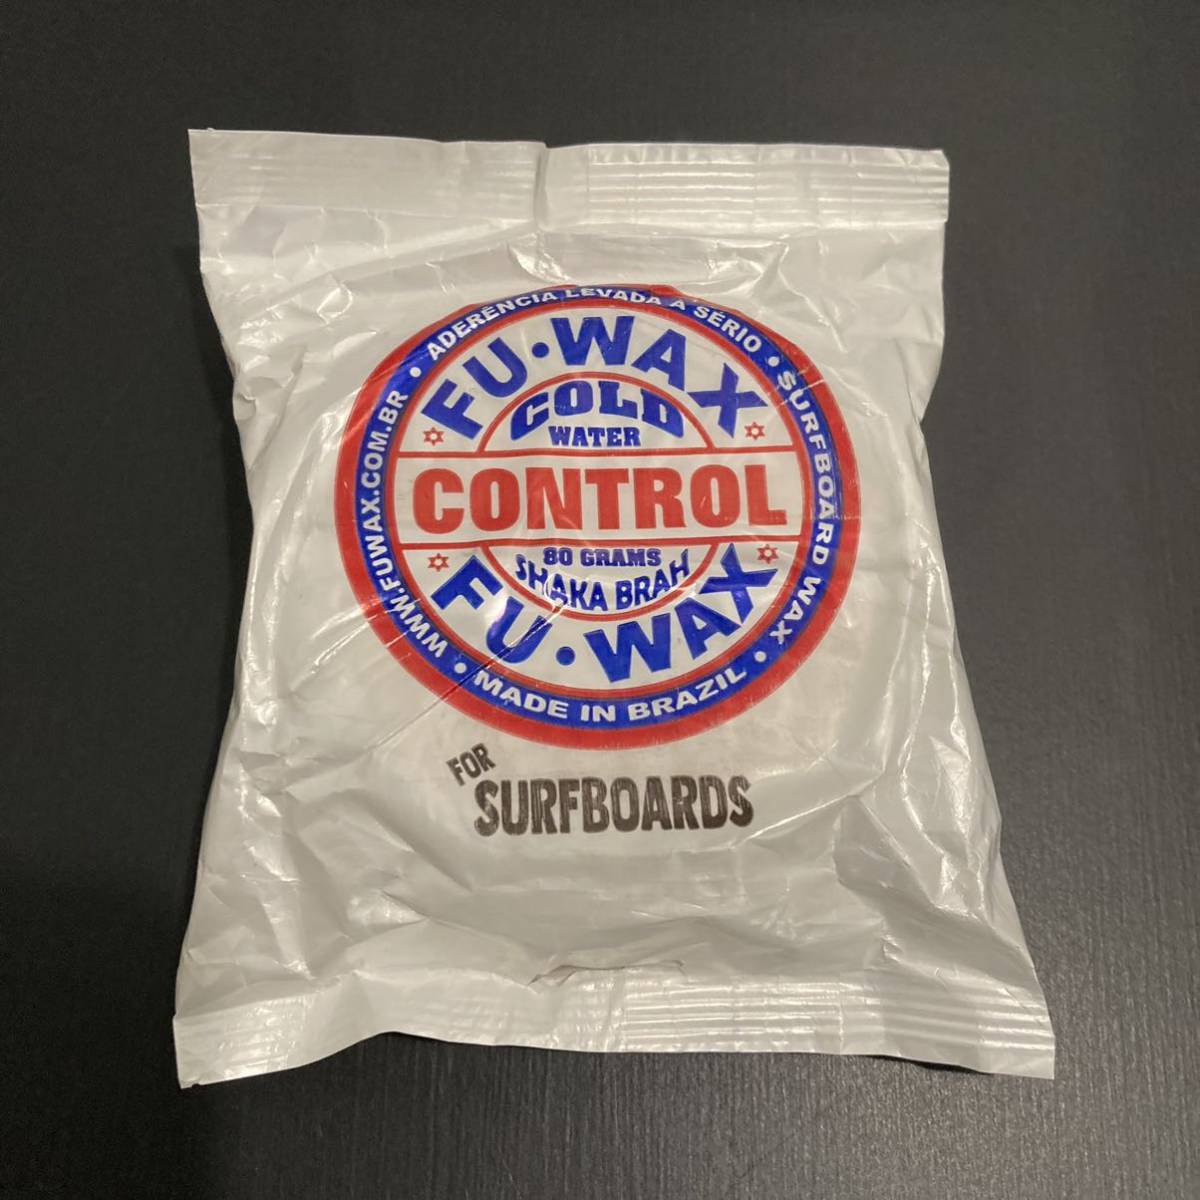 ADERÊNCIA LEVADA A SÉRIO • SURFBOARD WAX • MADE IN BRAZIL • WWW.FUWAX.COM.BR •
FU•WAX
COLD
WATER
CONTROL
80 GRAMS
SHAKA BRAH
FU•WAX
FOR
SURFBOARDS